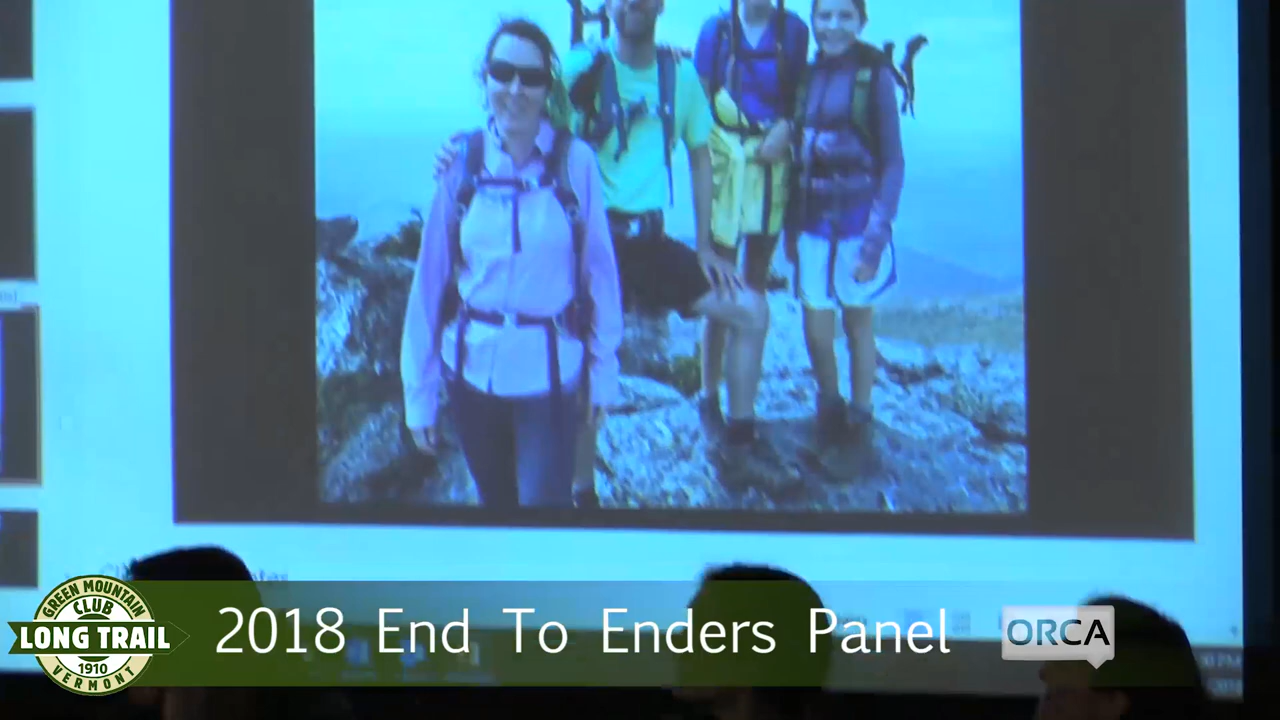 GREEN MOUNTAIN
CLUB
LONG TRAIL
1910
VERMONT
2018 End To Enders Panel
ORCA